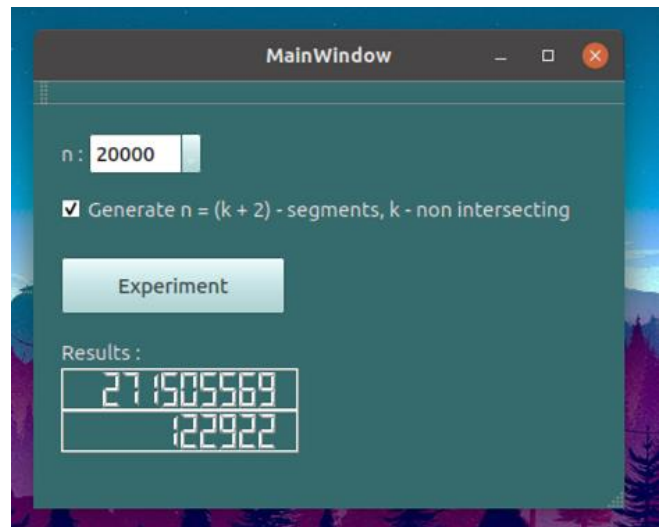 MainWindow
n : 20000
Generate n = (k + 2) - segments, k - non intersecting
Experiment
Results :
271505569
122922